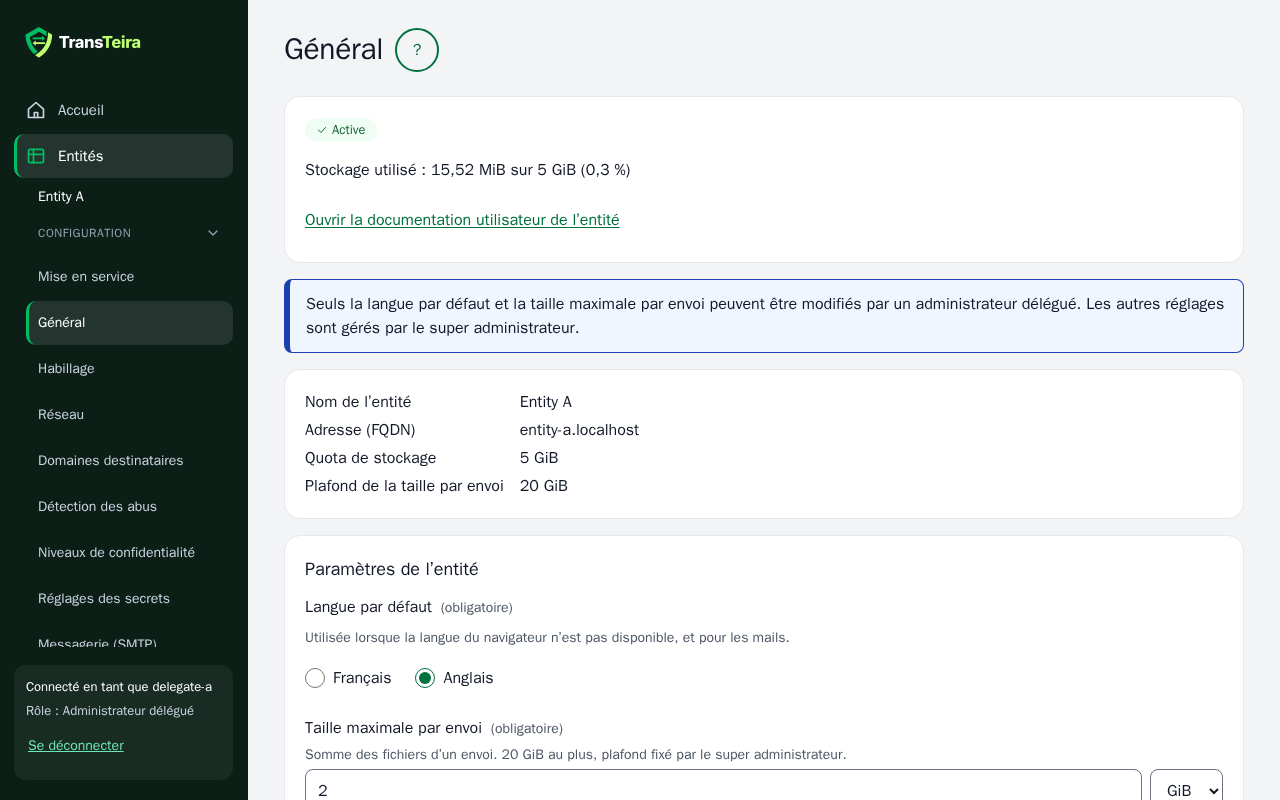 TransTeira
Accueil
Entités
Entity A
CONFIGURATION
Mise en service
Général
Habillage
Réseau
Domaines destinataires
Détection des abus
Niveaux de confidentialité
Réglages des secrets
Messagerie (SMTP)
Connecté en tant que delegate-a
Rôle : Administrateur délégué
Se déconnecter
Général ?
Active
Stockage utilisé : 15,52 MiB sur 5 GiB (0,3 %)
Ouvrir la documentation utilisateur de l'entité
Seuls la langue par défaut et la taille maximale par envoi peuvent être modifiés par un administrateur délégué. Les autres réglages
sont gérés par le super administrateur.
Nom de l'entité Entity A
Adresse (FQDN) entity-a.localhost
Quota de stockage 5 GiB
Plafond de la taille par envoi 20 GiB
Paramètres de l'entité
Langue par défaut (obligatoire)
Utilisée lorsque la langue du navigateur n'est pas disponible, et pour les mails.
Français Anglais
Taille maximale par envoi (obligatoire)
Somme des fichiers d'un envoi. 20 GiB au plus, plafond fixé par le super administrateur.
2 GiB